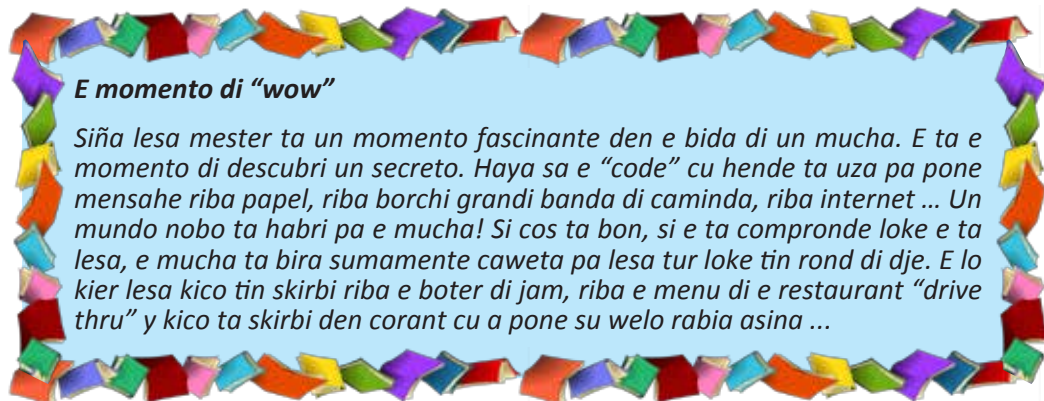 E momento di “wow”
Siña lesa mester ta un momento fascinante den e bida di un mucha. E ta e
momento di descubri un secreto. Haya sa e “code” cu hende ta uza pa pone
mensahe riba papel, riba borchi grandi banda di caminda, riba internet ... Un
mundo nobo ta habri pa e mucha! Si cos ta bon, si e ta compronde loke e ta
lesa, e mucha ta bira sumamente caweta pa lesa tur loke tin rond di dje. E lo
kier lesa kico tin skirbi riba e boter di jam, riba e menu di e restaurant “drive
thru” y kico ta skirbi den corant cu a pone su welo rabia asina ...